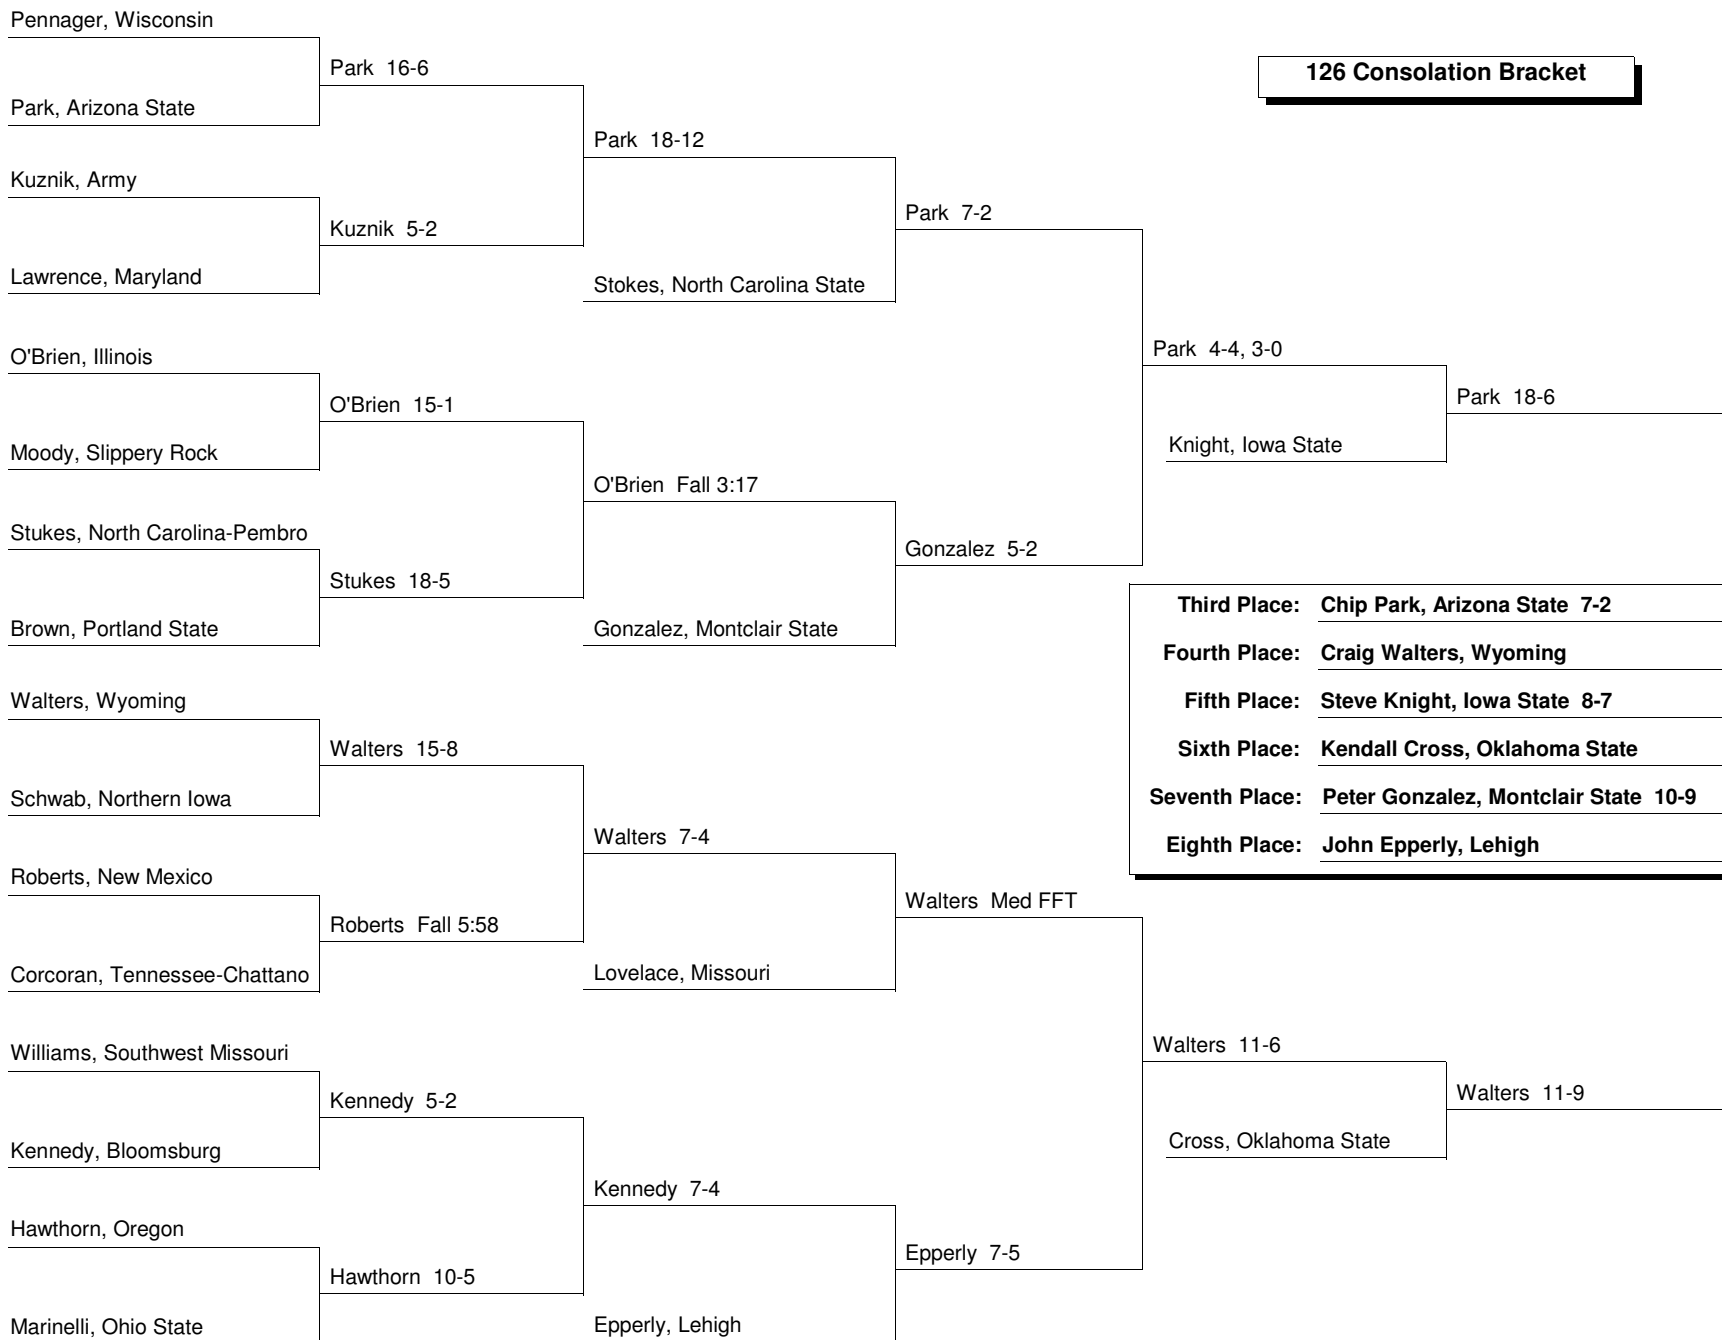 Pennager, Wisconsin
126 Consolation Bracket
Park 16-6
Park, Arizona State
Park 18-12
Kuznik, Army
Park 7-2
Kuznik 5-2
Lawrence, Maryland
Stokes, North Carolina State
Park 4-4, 3-0
O'Brien, Illinois
Park 18-6
O'Brien 15-1
Knight, Iowa State
Moody, Slippery Rock
O'Brien Fall 3:17
Stukes, North Carolina-Pembro
Gonzalez 5-2
Stukes 18-5
Third Place: Chip Park, Arizona State 7-2
Brown, Portland State
Gonzalez, Montclair State
Fourth Place: Craig Walters, Wyoming
Walters, Wyoming
Fifth Place: Steve Knight, Iowa State 8-7
Walters 15-8
Sixth Place: Kendall Cross, Oklahoma State
Schwab, Northern Iowa
Seventh Place: Peter Gonzalez, Montclair State 10-9
Walters 7-4
Eighth Place: John Epperly, Lehigh
Roberts, New Mexico
Walters Med FFT
Roberts Fall 5:58
Corcoran, Tennessee-Chattano
Lovelace, Missouri
Williams, Southwest Missouri
Walters 11-6
Kennedy 5-2
Walters 11-9
Kennedy, Bloomsburg
Cross, Oklahoma State
Kennedy 7-4
Hawthorn, Oregon
Epperly 7-5
Hawthorn 10-5
Marinelli, Ohio State
Epperly, Lehigh